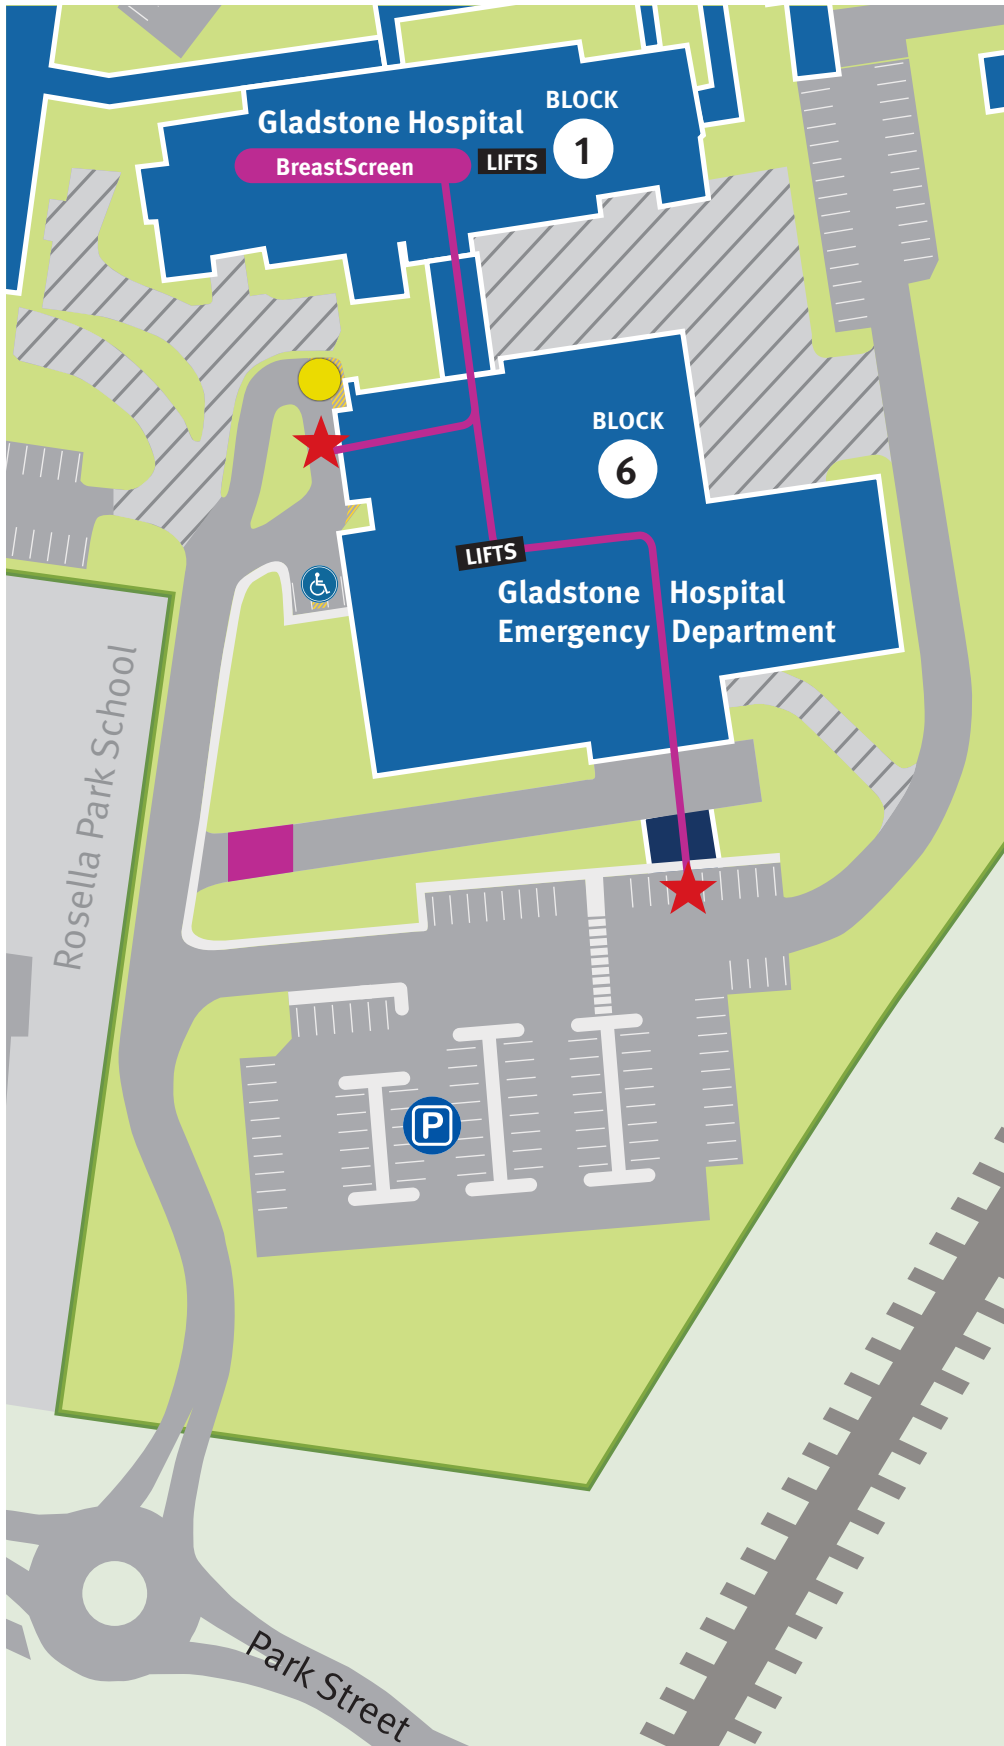 BLOCK
1
Gladstone Hospital
BreastScreen
LIFTS
BLOCK
6
LIFTS
Gladstone Hospital
Emergency Department
Rosella Park School
P
Park Street